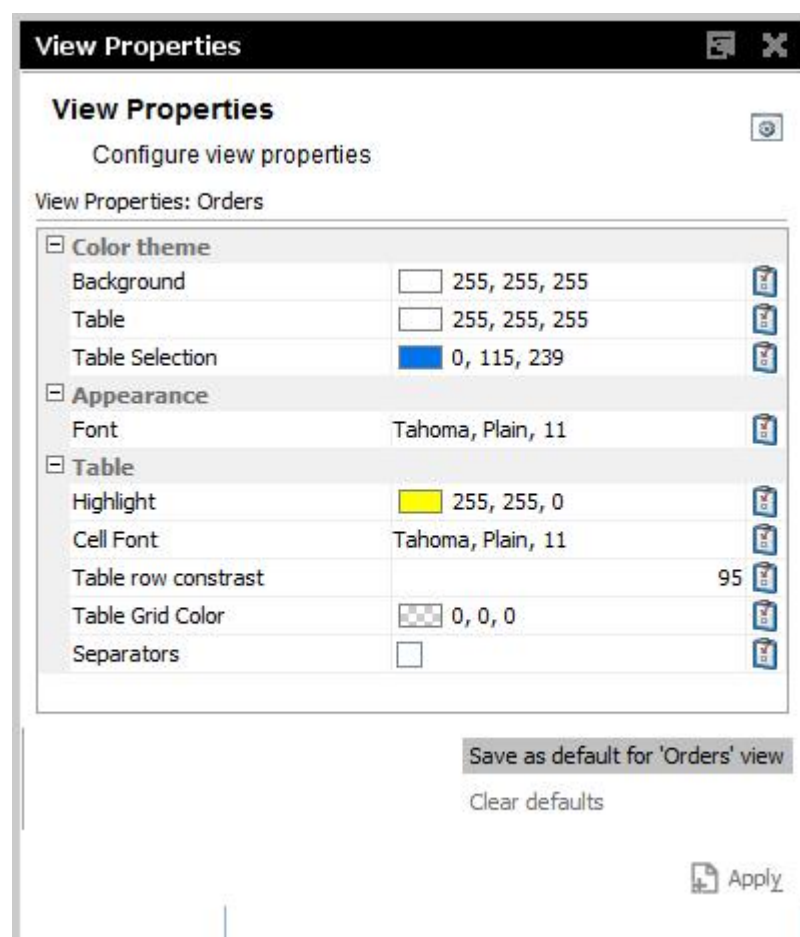 View Properties
View Properties
Configure view properties
View Properties: Orders
Color theme
Background 255, 255, 255
Table 255, 255, 255
Table Selection 0, 115, 239
Appearance
Font Tahoma, Plain, 11
Table
Highlight 255, 255, 0
Cell Font Tahoma, Plain, 11
Table row constrast 95
Table Grid Color 0, 0, 0
Separators
Save as default for 'Orders' view
Clear defaults
Apply